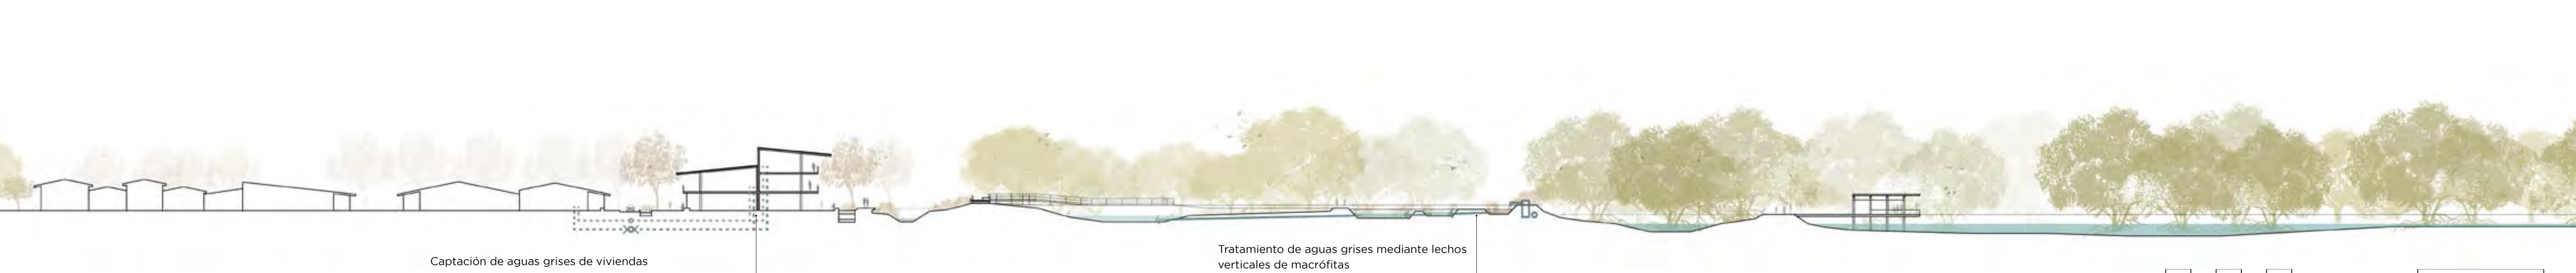 Captación de aguas grises de viviendas
Tratamiento de aguas grises mediante lechos
verticales de macrófitas